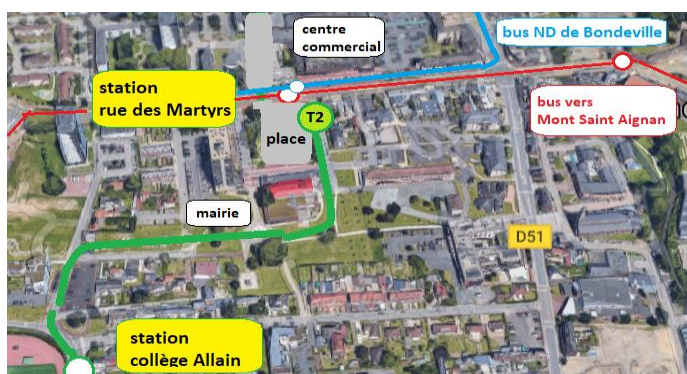 centre
commercial
bus ND de Bondeville
station
rue des Martyrs
bus vers
Mont Saint Aignan
T2
place
mairie
D51
station
collège Allain